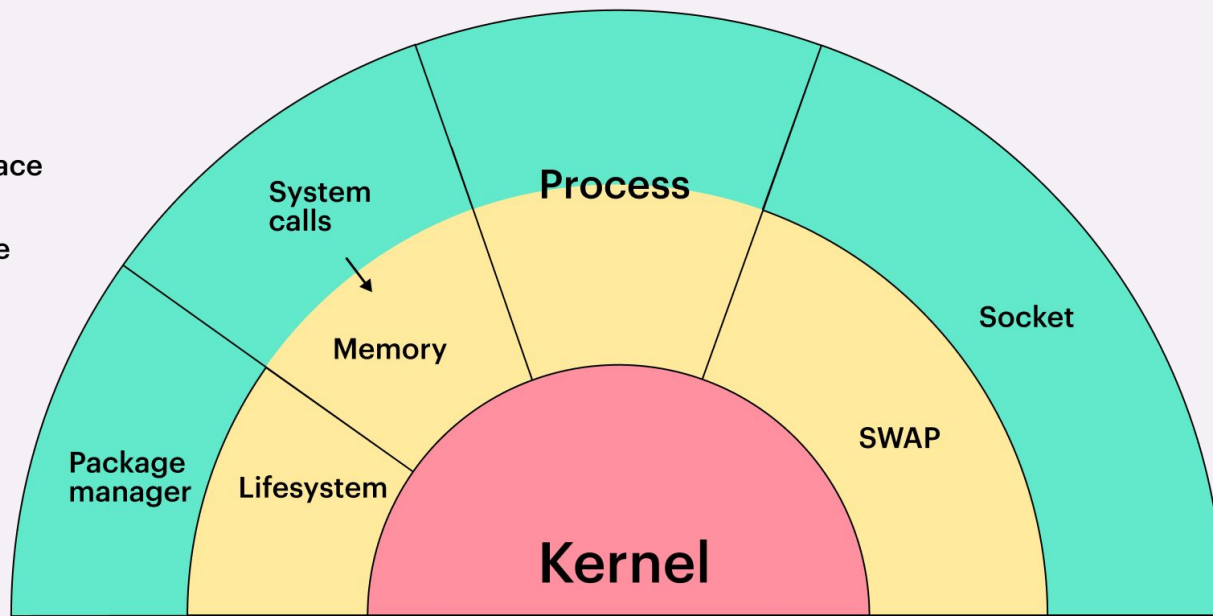 Process
System
calls
Socket
Memory
SWAP
Package
manager
Lifesystem
Kernel